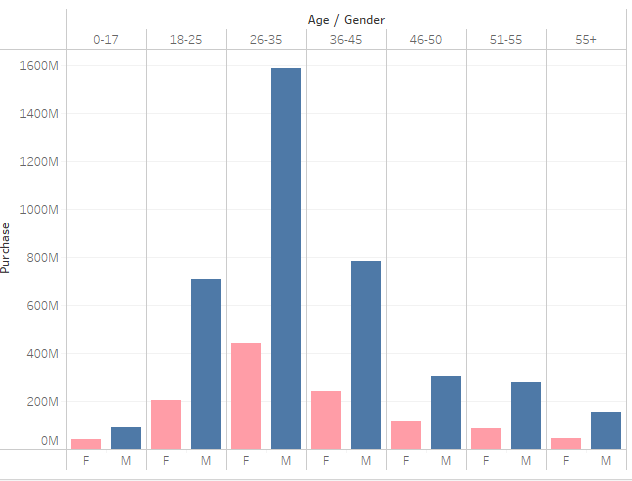 Age / Gender
0-17 18-25 26-35 36-45 46-50 51-55 55+
1600M
1400M
1200M
1000M
800M
600M
400M
200M
0M
Purchase
F M F M F M F M F M F M F M